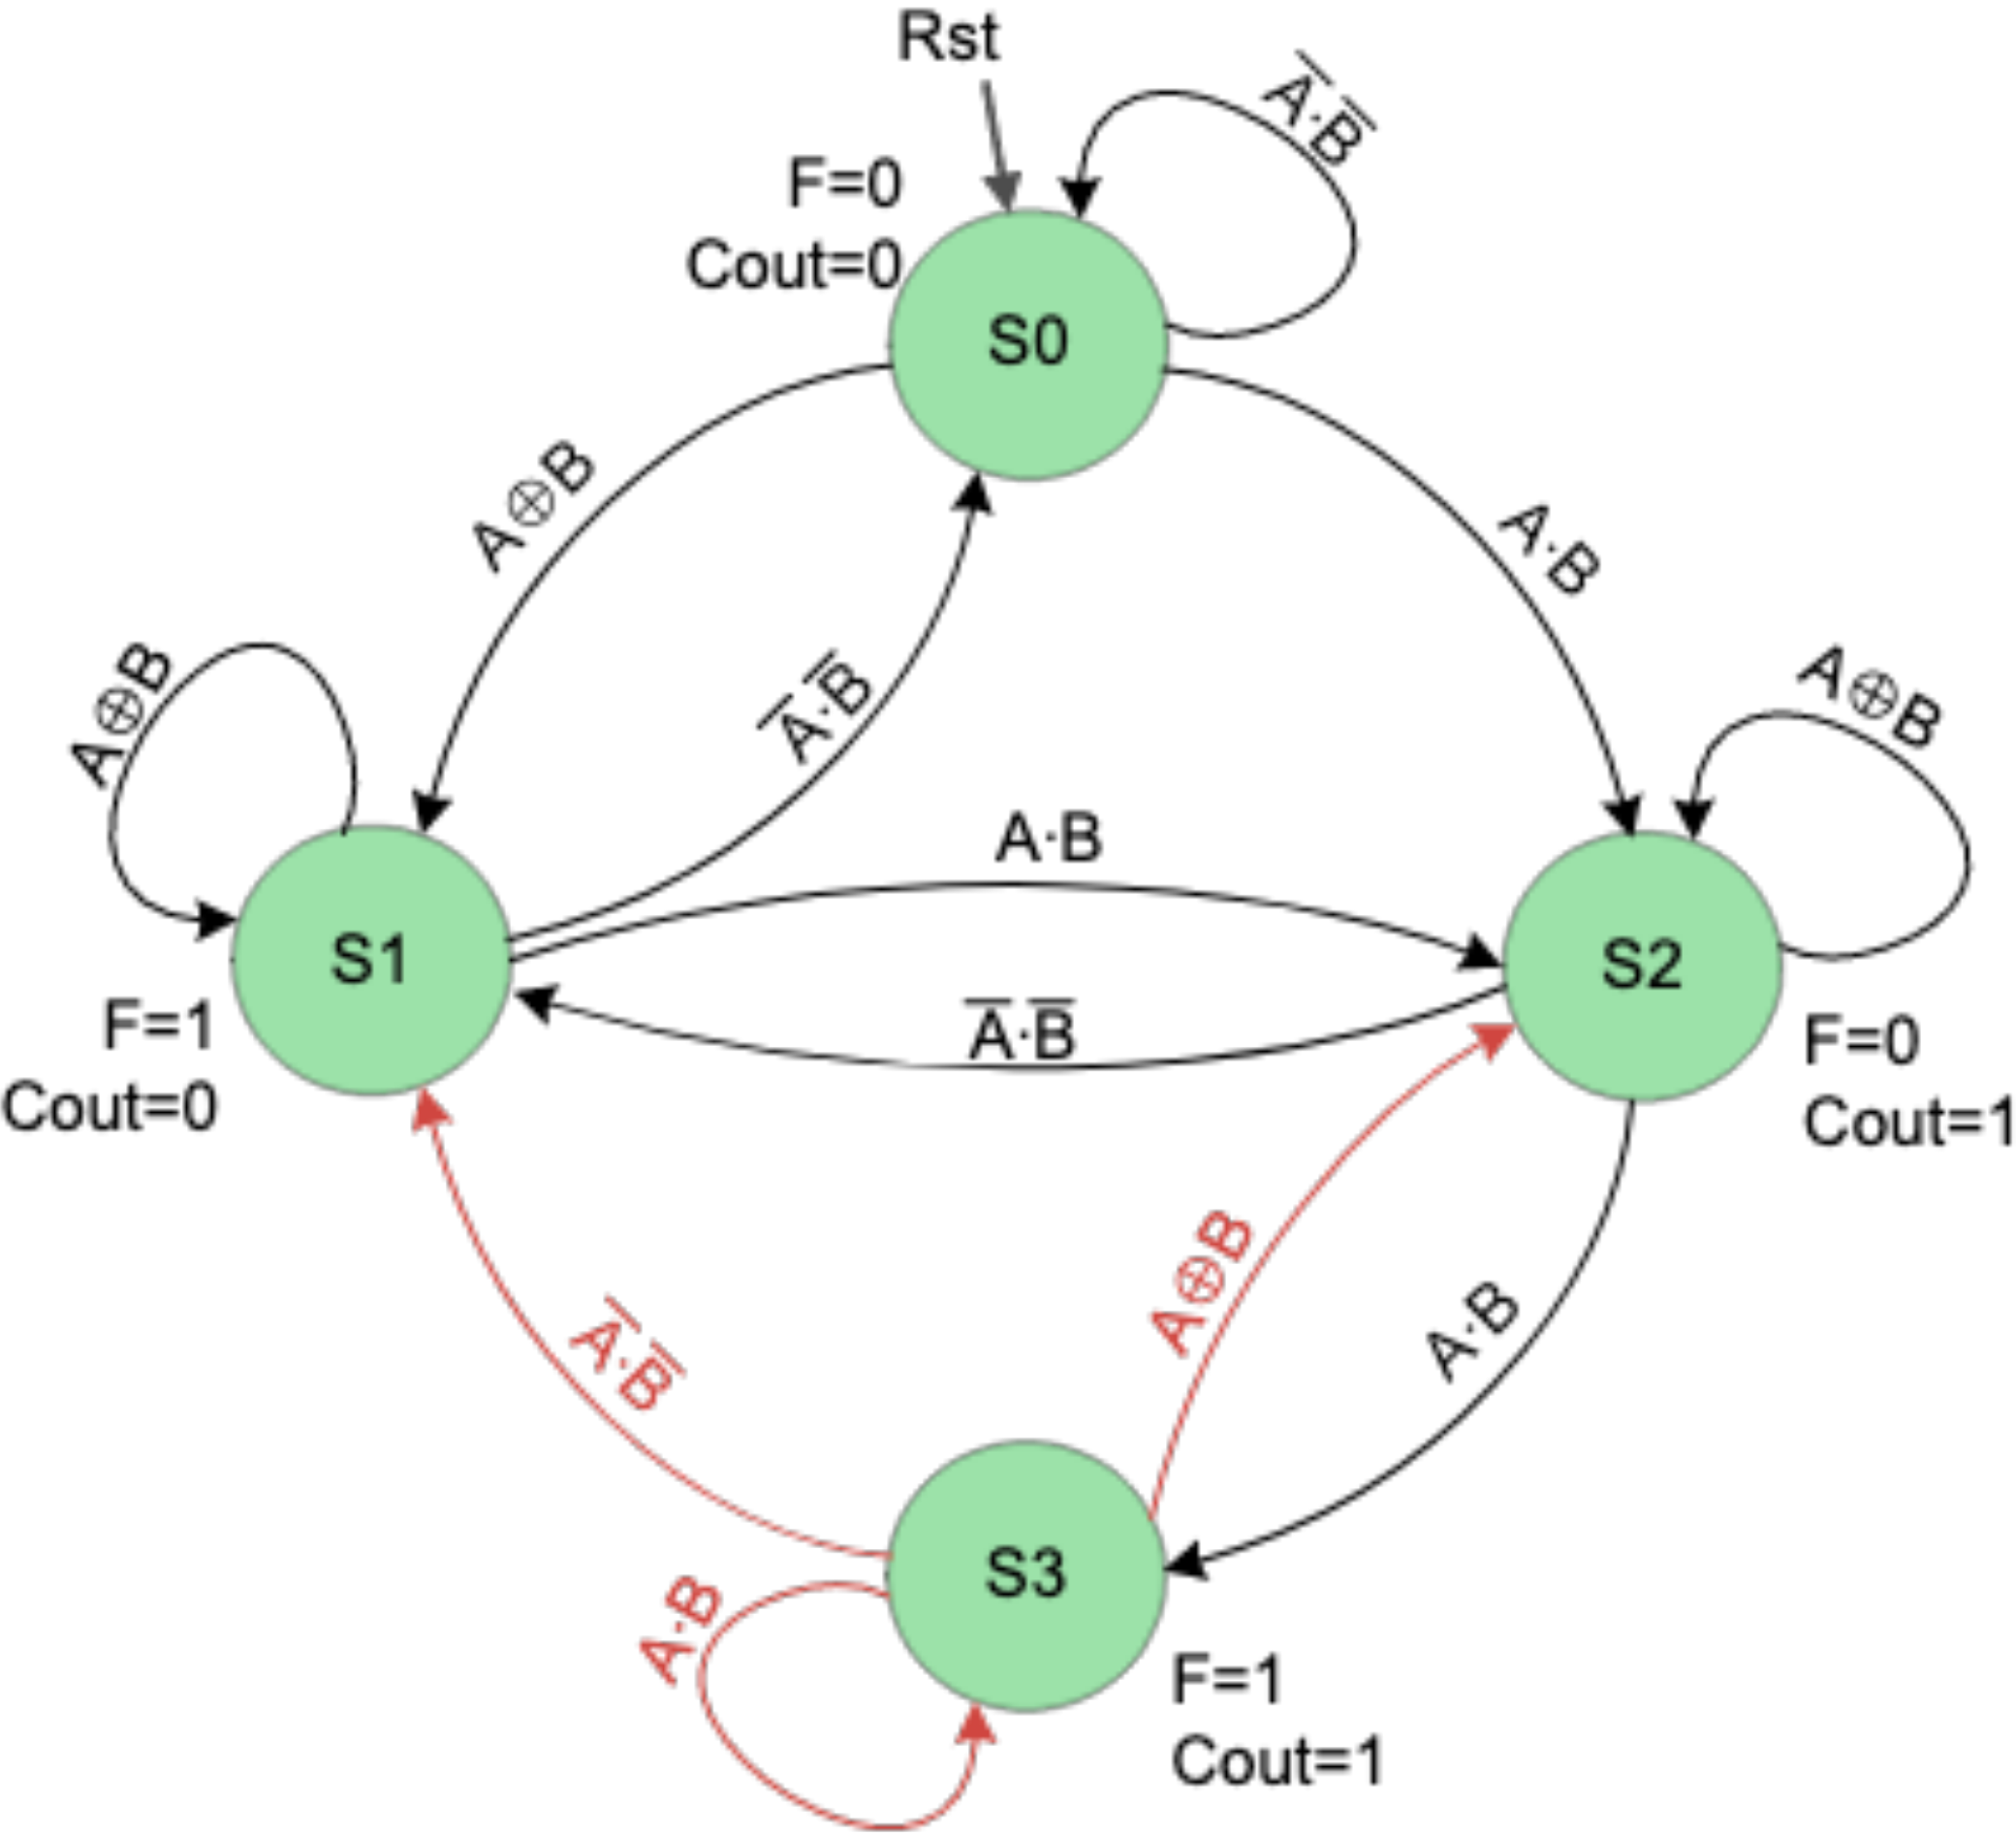 Rst
A̅·B̅
F=0
Cout=0
S0
A⊕B
A·B
A⊕B
A̅·B̅
A⊕B
A·B
S1
S2
F=1
Cout=0
A̅·B̅
F=0
Cout=1
A⊕B
A̅·B̅
A·B
S3
A·B
F=1
Cout=1